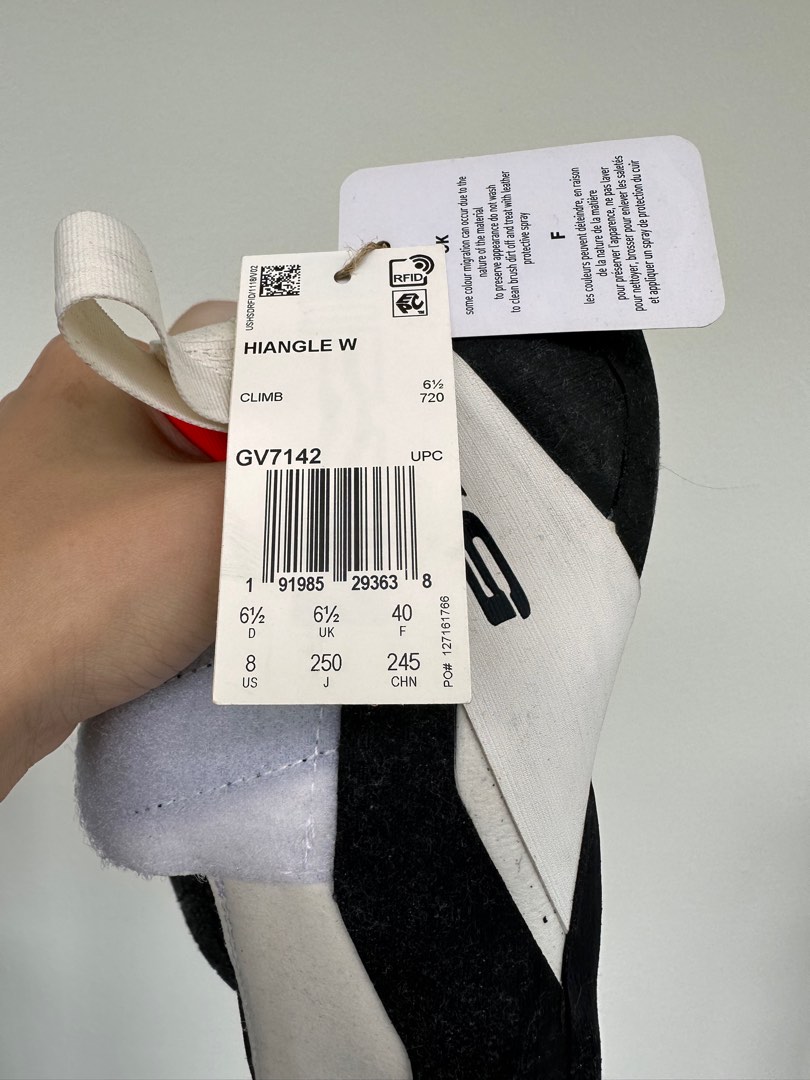 USHSDRFID/1118/V02
RFID
HIANGLE W
CLIMB
6½
720
GV7142
UPC
1 91985 29363 8
6½ 6½ 40
D UK F
8 250 245
US J CHN
PO# 127161766
some colour migration can occur due to the
nature of the material
to preserve appearance do not wash
to clean brush dirt off and treat with leather
protective spray
F
les couleurs peuvent déteindre, en raison
de la nature de la matière
pour préserver l'apparence, ne pas laver
pour nettoyer, brosser pour enlever les saletés
et appliquer un spray de protection du cuir